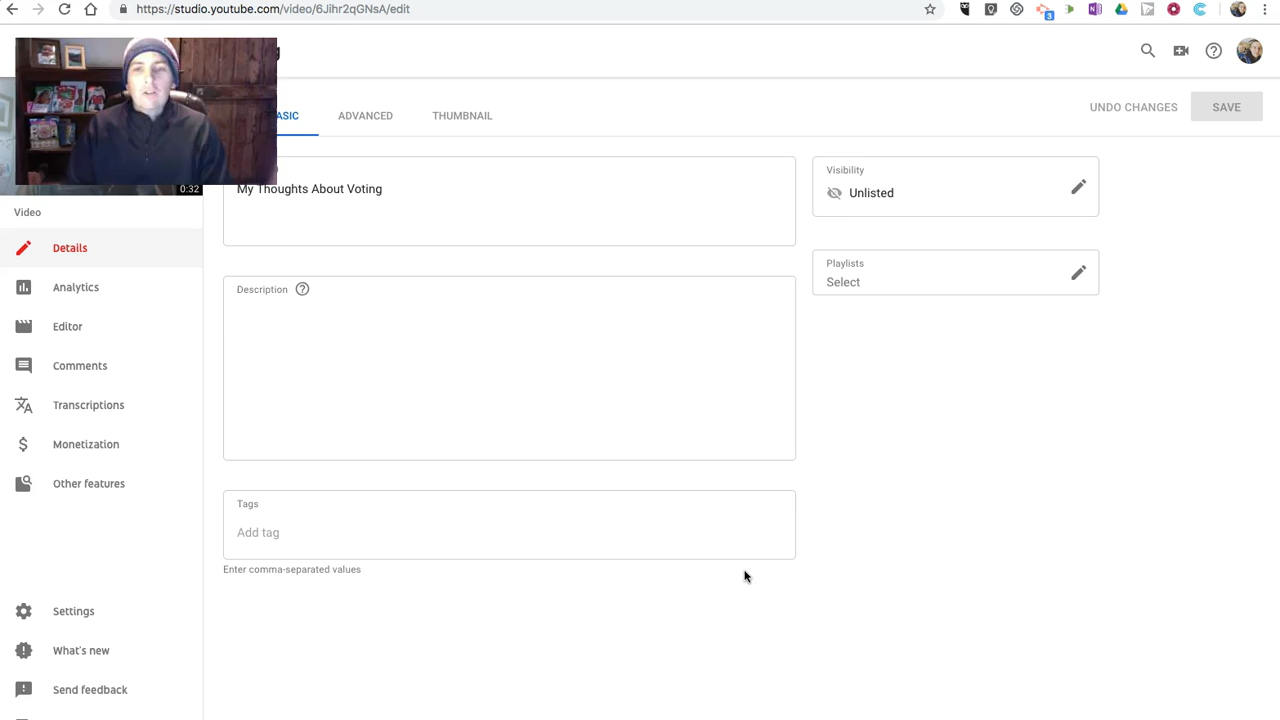 https://studio.youtube.com/video/6Jihr2qGNsA/edit
3
BASIC
ADVANCED
THUMBNAIL
UNDO CHANGES
SAVE
0:32
My Thoughts About Voting
Visibility
Unlisted
Video
Details
Playlists
Select
Analytics
Description
Editor
Comments
Transcriptions
Monetization
Other features
Tags
Add tag
Enter comma-separated values
Settings
What's new
Send feedback